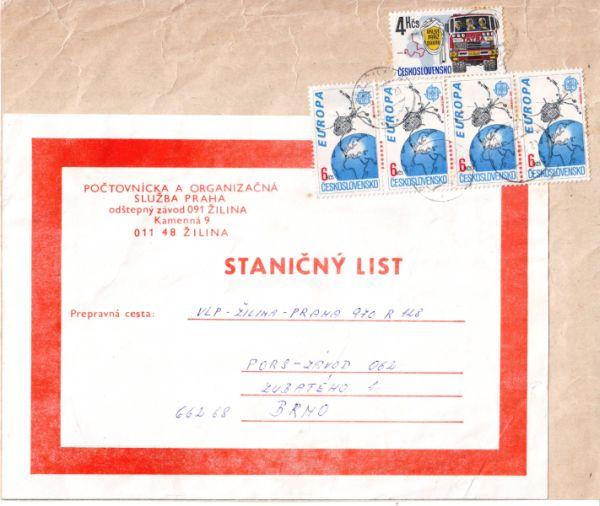 4 Kčs
ČESKOSLOVENSKO
EUROPA
6 Kčs
ČESKOSLOVENSKO
EUROPA
6 Kčs
ČESKOSLOVENSKO
EUROPA
6 Kčs
ČESKOSLOVENSKO
EUROPA
6 Kčs
ČESKOSLOVENSKO
POČTOVNÍCKA A ORGANIZAČNÁ
SLUŽBA PRAHA
odštepný závod 091 ŽILINA
Kamenná 9
011 48 ŽILINA
STANIČNÝ LIST
Prepravná cesta: VLP - ŽILINA - PRAHA 970 R 128
PORS-ZÁVOD 062
ZUBATÉHO 1
662 68 BRNO